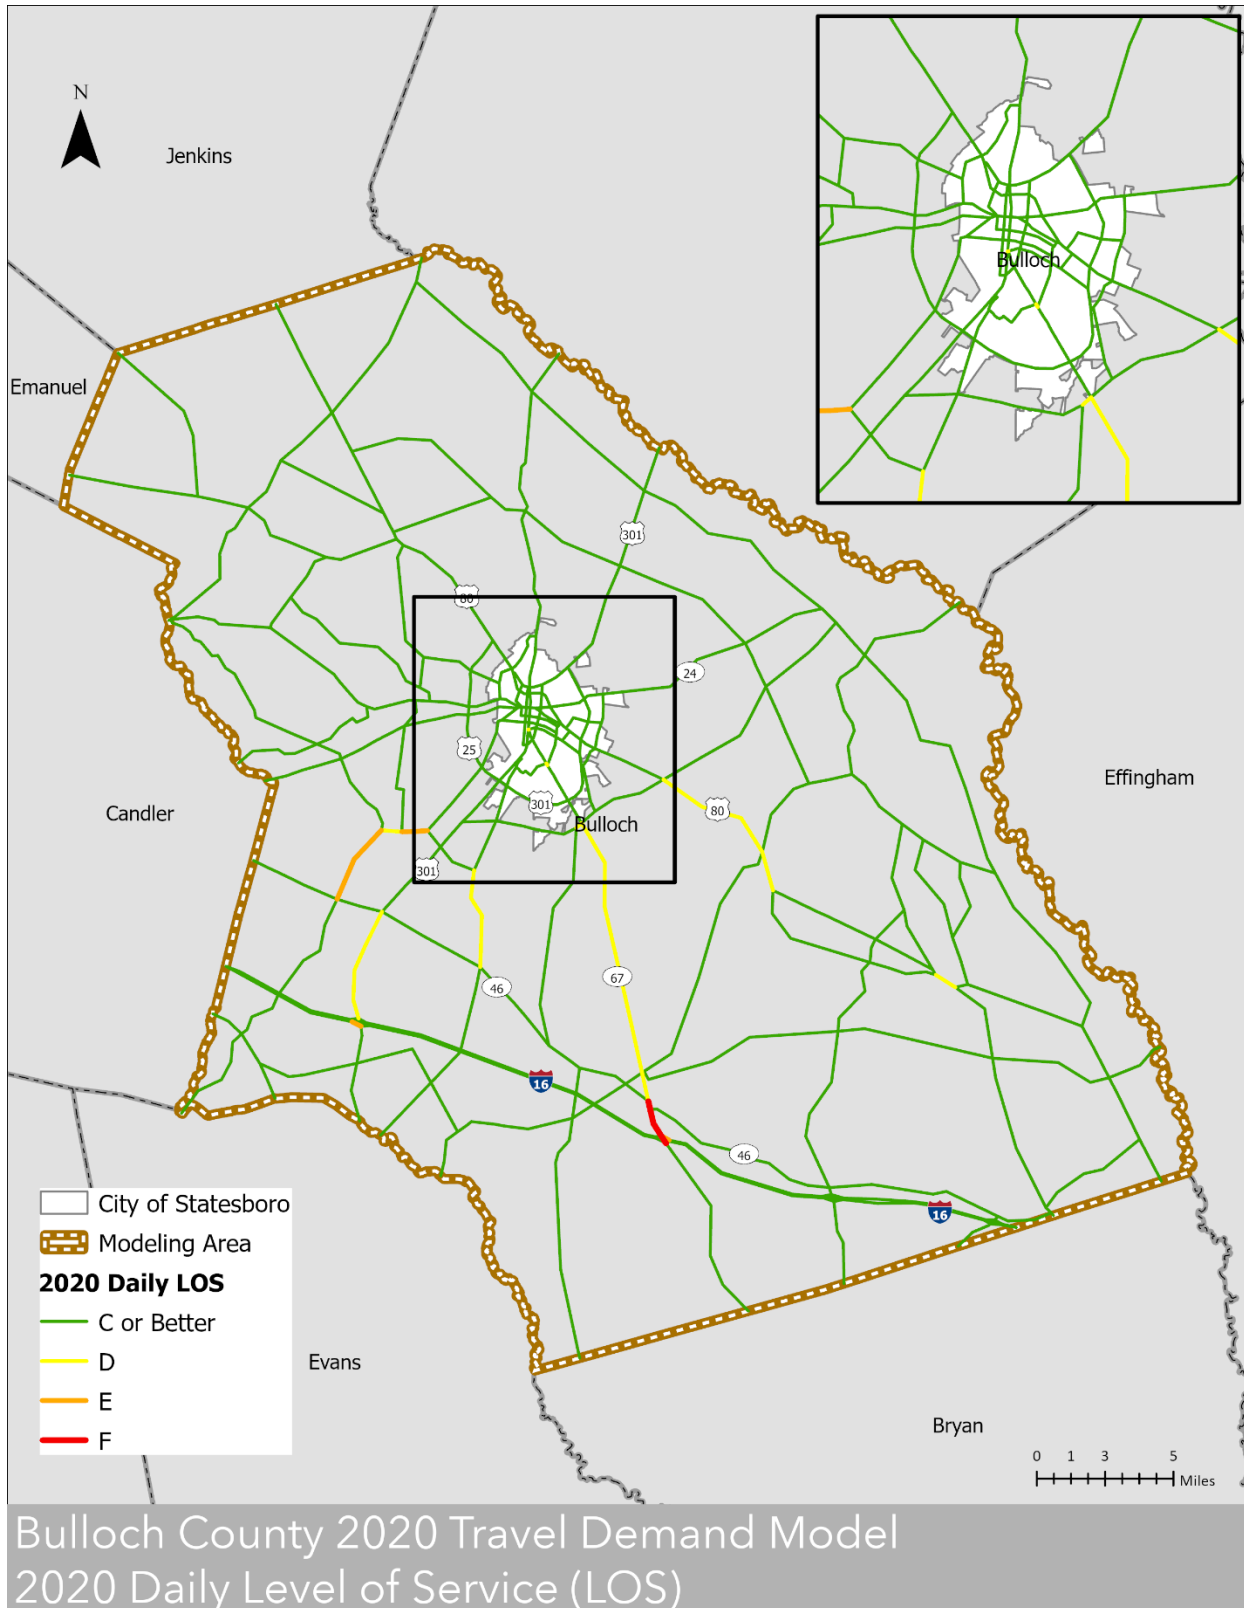 N
Jenkins
Bulloch
Emanuel
301
80
24
25
Effingham
301
80
Candler
Bulloch
301
67
46
16
46
16
City of Statesboro
Modeling Area
2020 Daily LOS
C or Better
D
E
F
Evans
Bryan
0 1 3 5
Miles
Bulloch County 2020 Travel Demand Model
2020 Daily Level of Service (LOS)